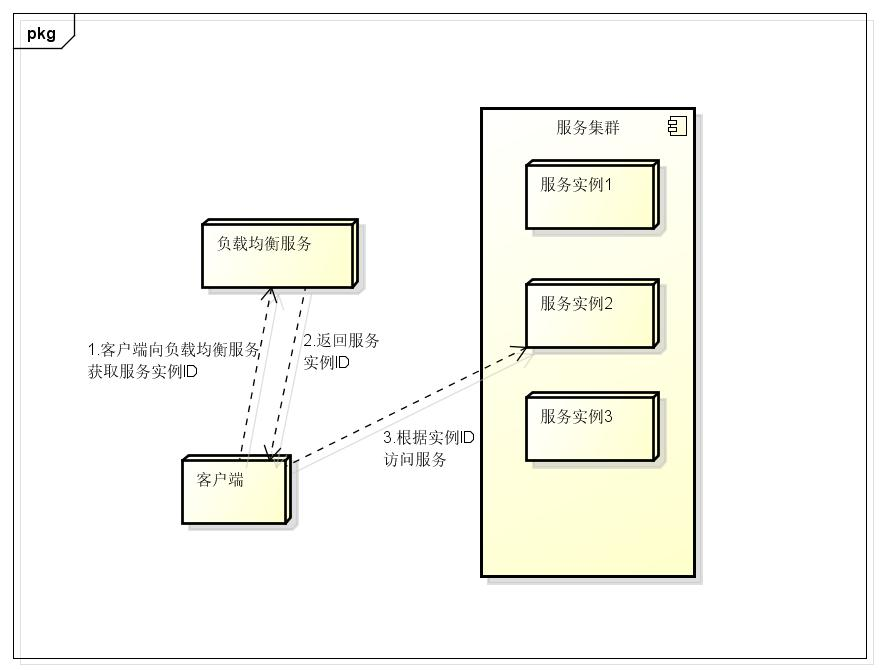 pkg
服务集群
服务实例1
负载均衡服务
服务实例2
1.客户端向负载均衡服务
获取服务实例ID
2.返回服务
实例ID
服务实例3
3.根据实例ID
访问服务
客户端